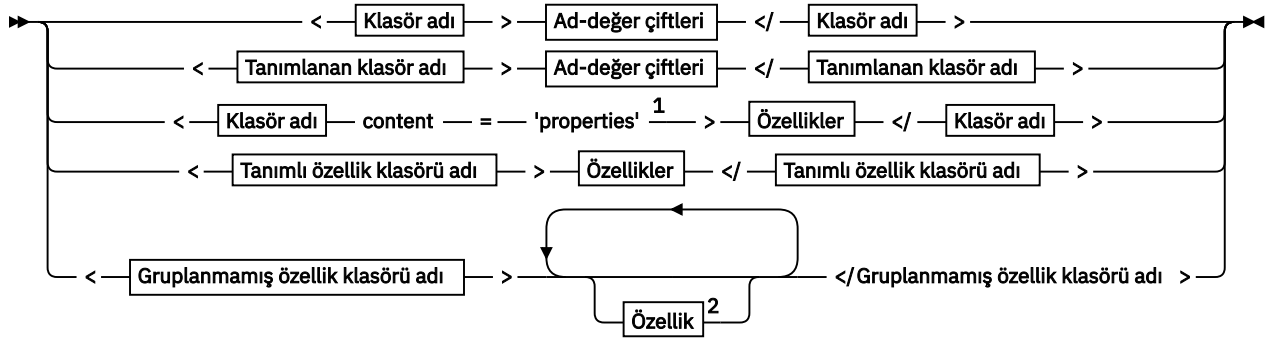 < Klasör adı > Ad-değer çiftleri </ Klasör adı >
< Tanımlanan klasör adı > Ad-değer çiftleri </ Tanımlanan klasör adı >
< Klasör adı content = 'properties' 1 > Özellikler </ Klasör adı >
< Tanımlı özellik klasörü adı > Özellikler </ Tanımlı özellik klasörü adı >
< Gruplanmamış özellik klasörü adı > </ Gruplanmamış özellik klasörü adı >
Özellik 2